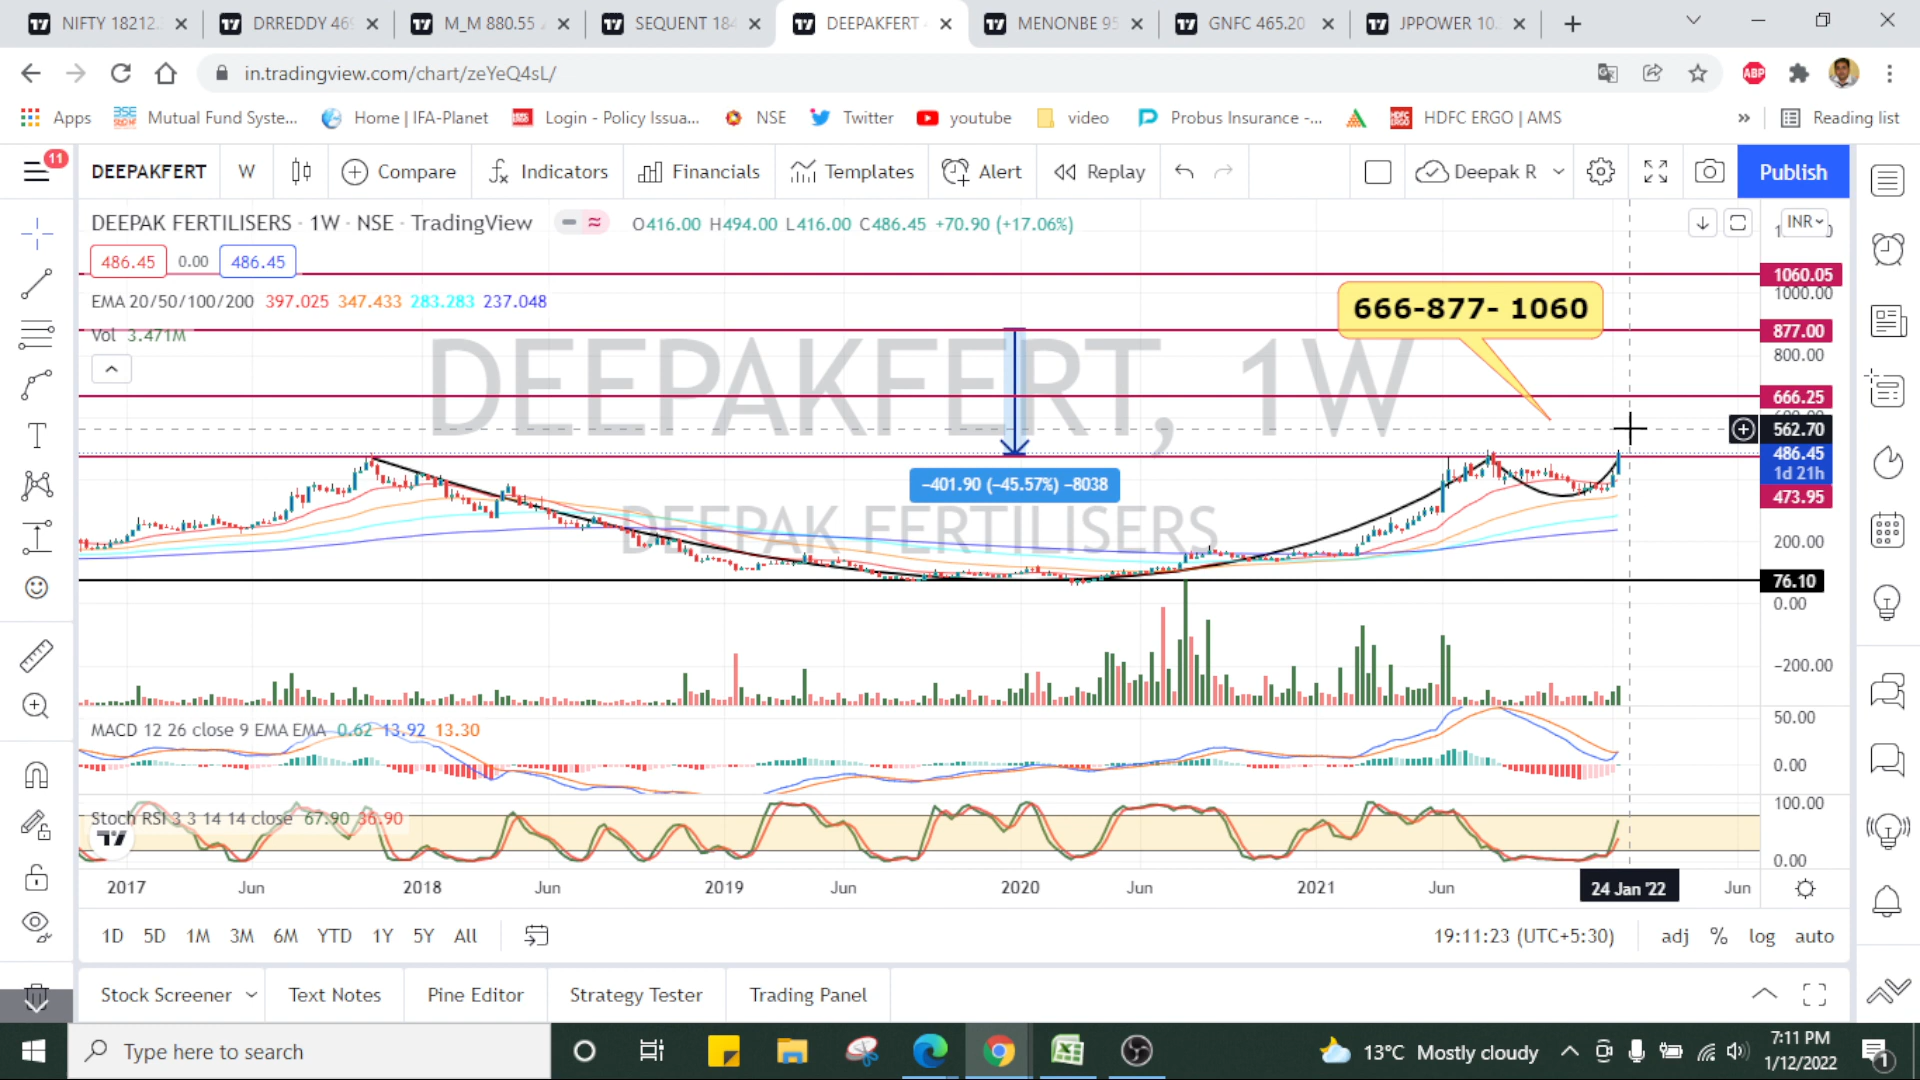 NIFTY 18212.
DRREDDY 469
M_M 880.55
SEQUENT 184
DEEPAKFERT
MENONBE 95
GNFC 465.20
JPPOWER 10.
in.tradingview.com/chart/zeYeQ4sL/
ABP
Apps
Mutual Fund Syste...
Home | IFA-Planet
Login - Policy Issua...
NSE
Twitter
youtube
video
Probus Insurance -...
HDFC ERGO | AMS
»
Reading list
11
DEEPAKFERT
W
Compare
Indicators
Financials
Templates
Alert
Replay
Deepak R
Publish
DEEPAK FERTILISERS · 1W · NSE · TradingView
O416.00 H494.00 L416.00 C486.45 +70.90 (+17.06%)
INR
486.45 0.00 486.45
EMA 20/50/100/200 397.025 347.433 283.283 237.048
Vol 3.471M
666-877- 1060
DEEPAKFERT, 1W
DEEPAK FERTILISERS
−401.90 (−45.57%) −8038
1060.05
1000.00
877.00
800.00
666.25
562.70
486.45
1d 21h
473.95
200.00
76.10
0.00
−200.00
MACD 12 26 close 9 EMA EMA 0.62 13.92 13.30
50.00
0.00
Stoch RSI 3 3 14 14 close 67.90 36.90
100.00
0.00
2017 Jun 2018 Jun 2019 Jun 2020 Jun 2021 Jun 24 Jan '22 Jun
1D 5D 1M 3M 6M YTD 1Y 5Y All
19:11:23 (UTC+5:30)
adj % log auto
Stock Screener
Text Notes
Pine Editor
Strategy Tester
Trading Panel
Type here to search
13°C Mostly cloudy
7:11 PM
1/12/2022
1